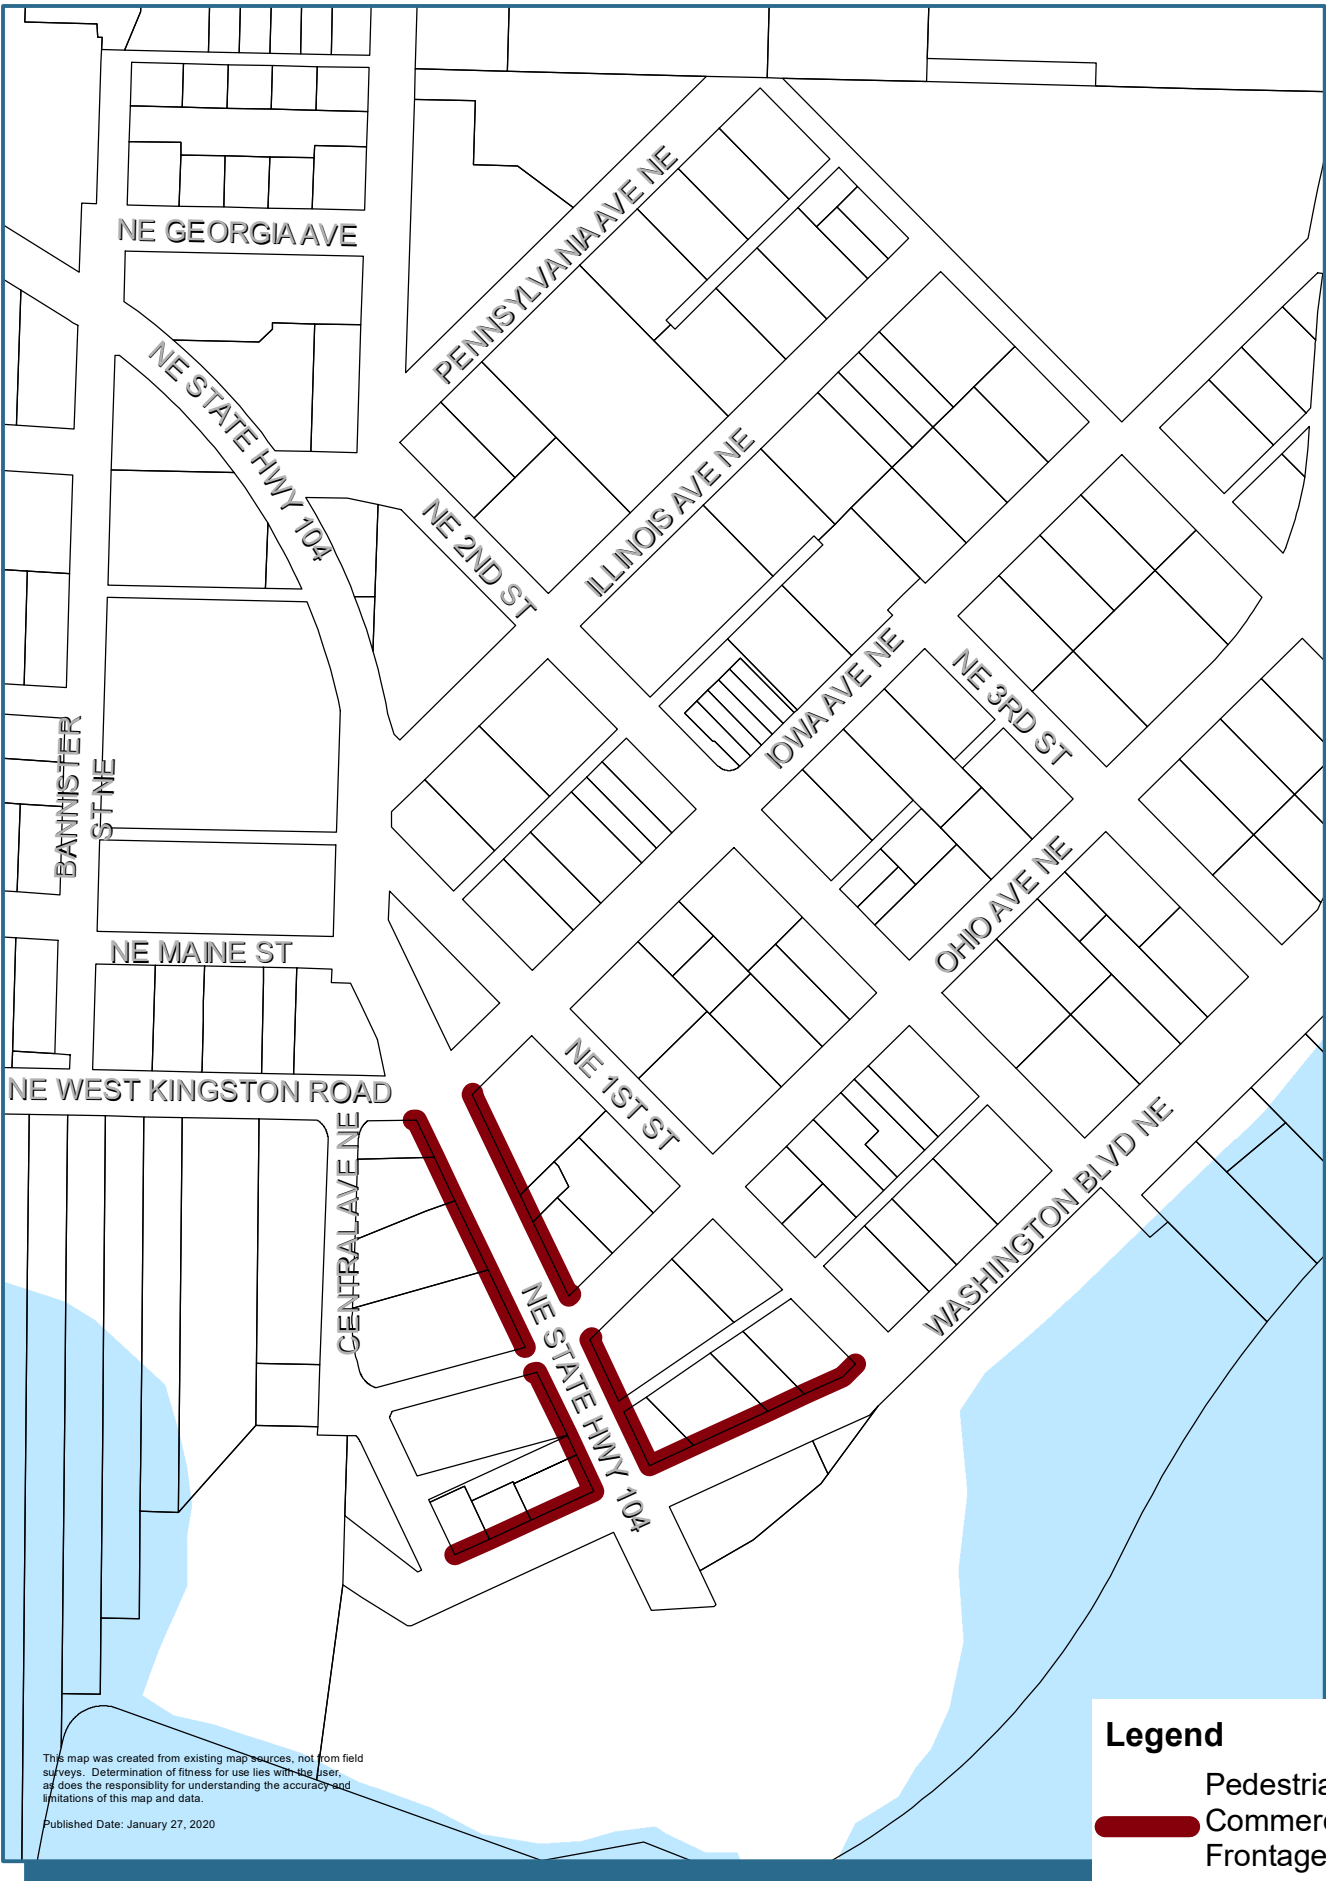 NE GEORGIA AVE
PENNSYLVANIA AVE NE
NE STATE HWY 104
NE 2ND ST
ILLINOIS AVE NE
IOWA AVE NE
NE 3RD ST
BANNISTER
ST NE
OHIO AVE NE
NE MAINE ST
NE 1ST ST
NE WEST KINGSTON ROAD
CENTRAL AVE NE
WASHINGTON BLVD NE
NE STATE HWY 104
This map was created from existing map sources, not from field
surveys. Determination of fitness for use lies with the user,
as does the responsiblity for understanding the accuracy and
limitations of this map and data.
Published Date: January 27, 2020
Legend
Pedestria
Commer
Frontage